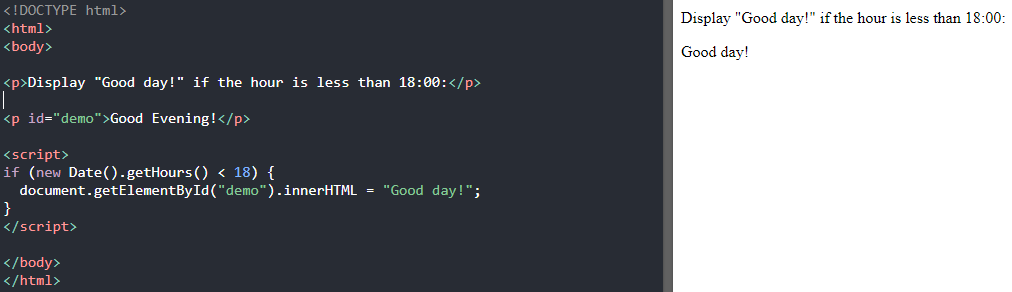 <!DOCTYPE html>
<html>
<body>
<p>Display "Good day!" if the hour is less than 18:00:</p>
<p id="demo">Good Evening!</p>
<script>
if (new Date().getHours() < 18) {
  document.getElementById("demo").innerHTML = "Good day!";
}
</script>
</body>
</html>
Display "Good day!" if the hour is less than 18:00:
Good day!